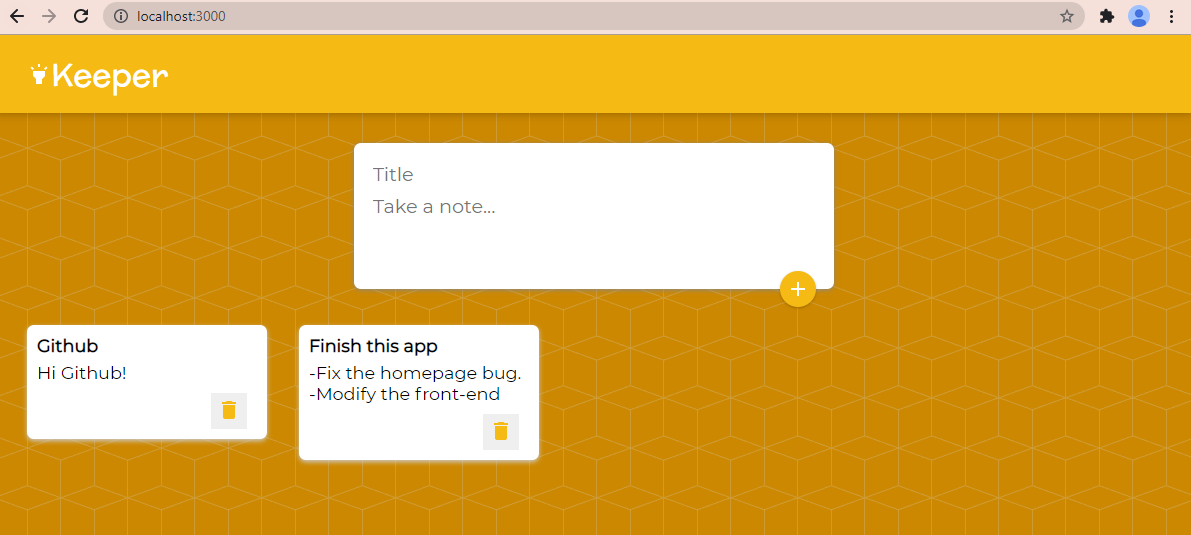 localhost:3000
Keeper
Title
Take a note...
Github
Hi Github!
Finish this app
-Fix the homepage bug.
-Modify the front-end